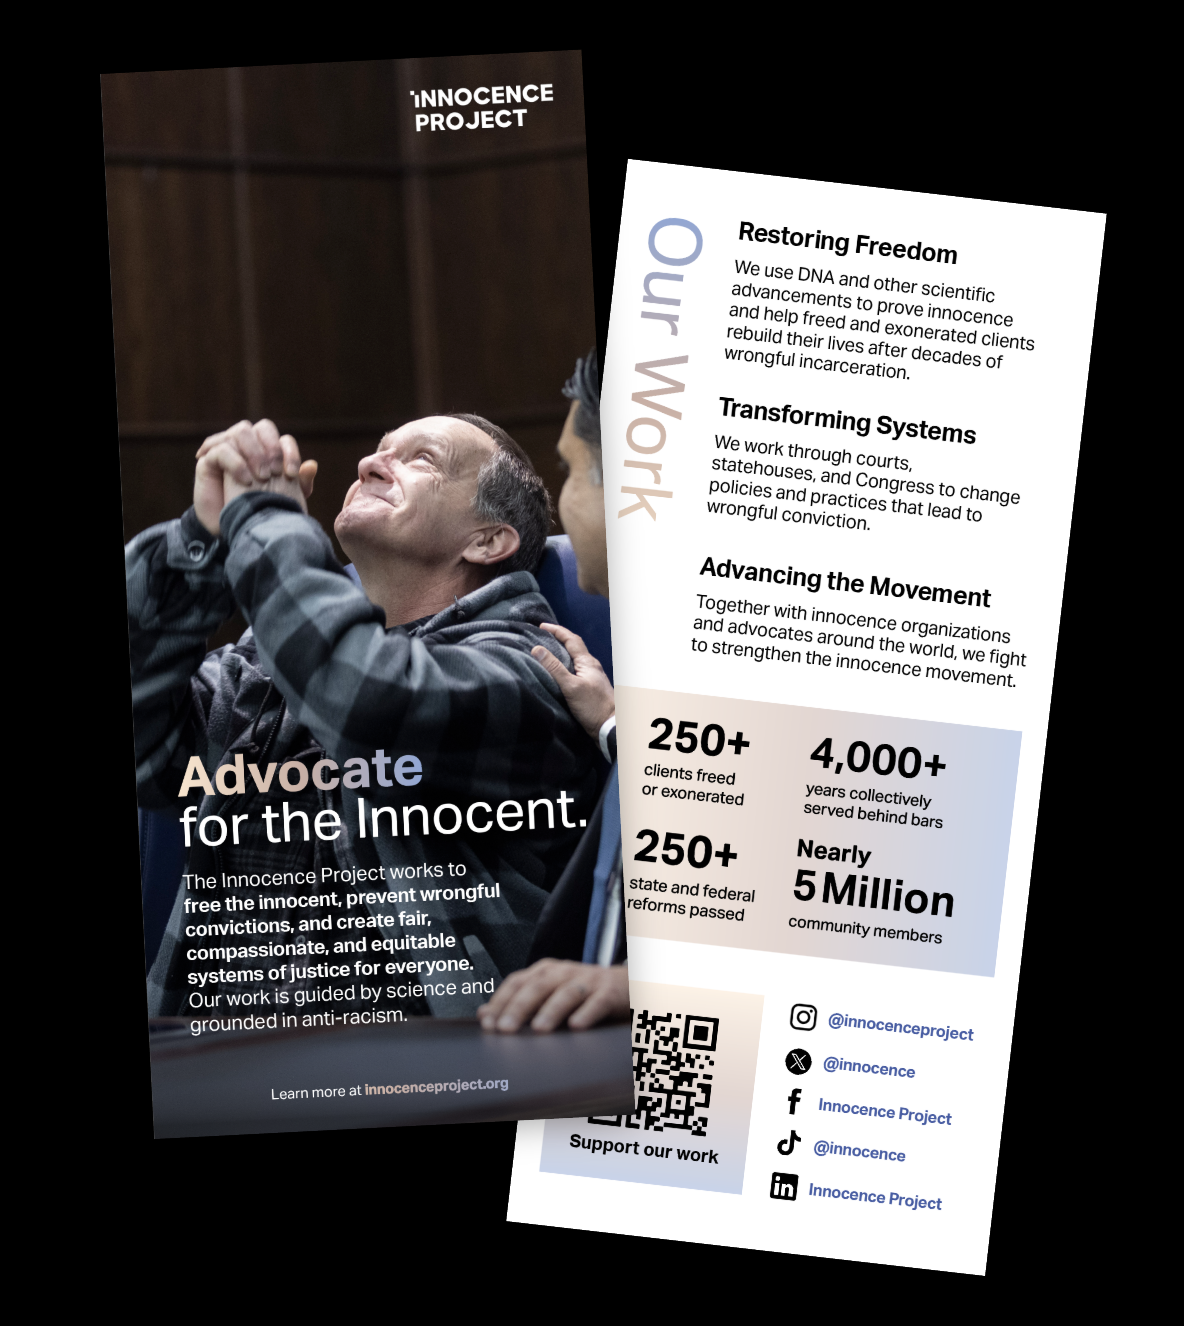 INNOCENCE
PROJECT
Advocate
for the Innocent.
The Innocence Project works to
free the innocent, prevent wrongful
convictions, and create fair,
compassionate, and equitable
systems of justice for everyone.
Our work is guided by science and
grounded in anti-racism.
Learn more at innocenceproject.org
Our Work
Restoring Freedom
We use DNA and other scientific
advancements to prove innocence
and help freed and exonerated clients
rebuild their lives after decades of
wrongful incarceration.
Transforming Systems
We work through courts,
statehouses, and Congress to change
policies and practices that lead to
wrongful conviction.
Advancing the Movement
Together with innocence organizations
and advocates around the world, we fight
to strengthen the innocence movement.
250+
clients freed
or exonerated
4,000+
years collectively
served behind bars
250+
state and federal
reforms passed
Nearly
5 Million
community members
Support our work
@innocenceproject
@innocence
Innocence Project
@innocence
Innocence Project